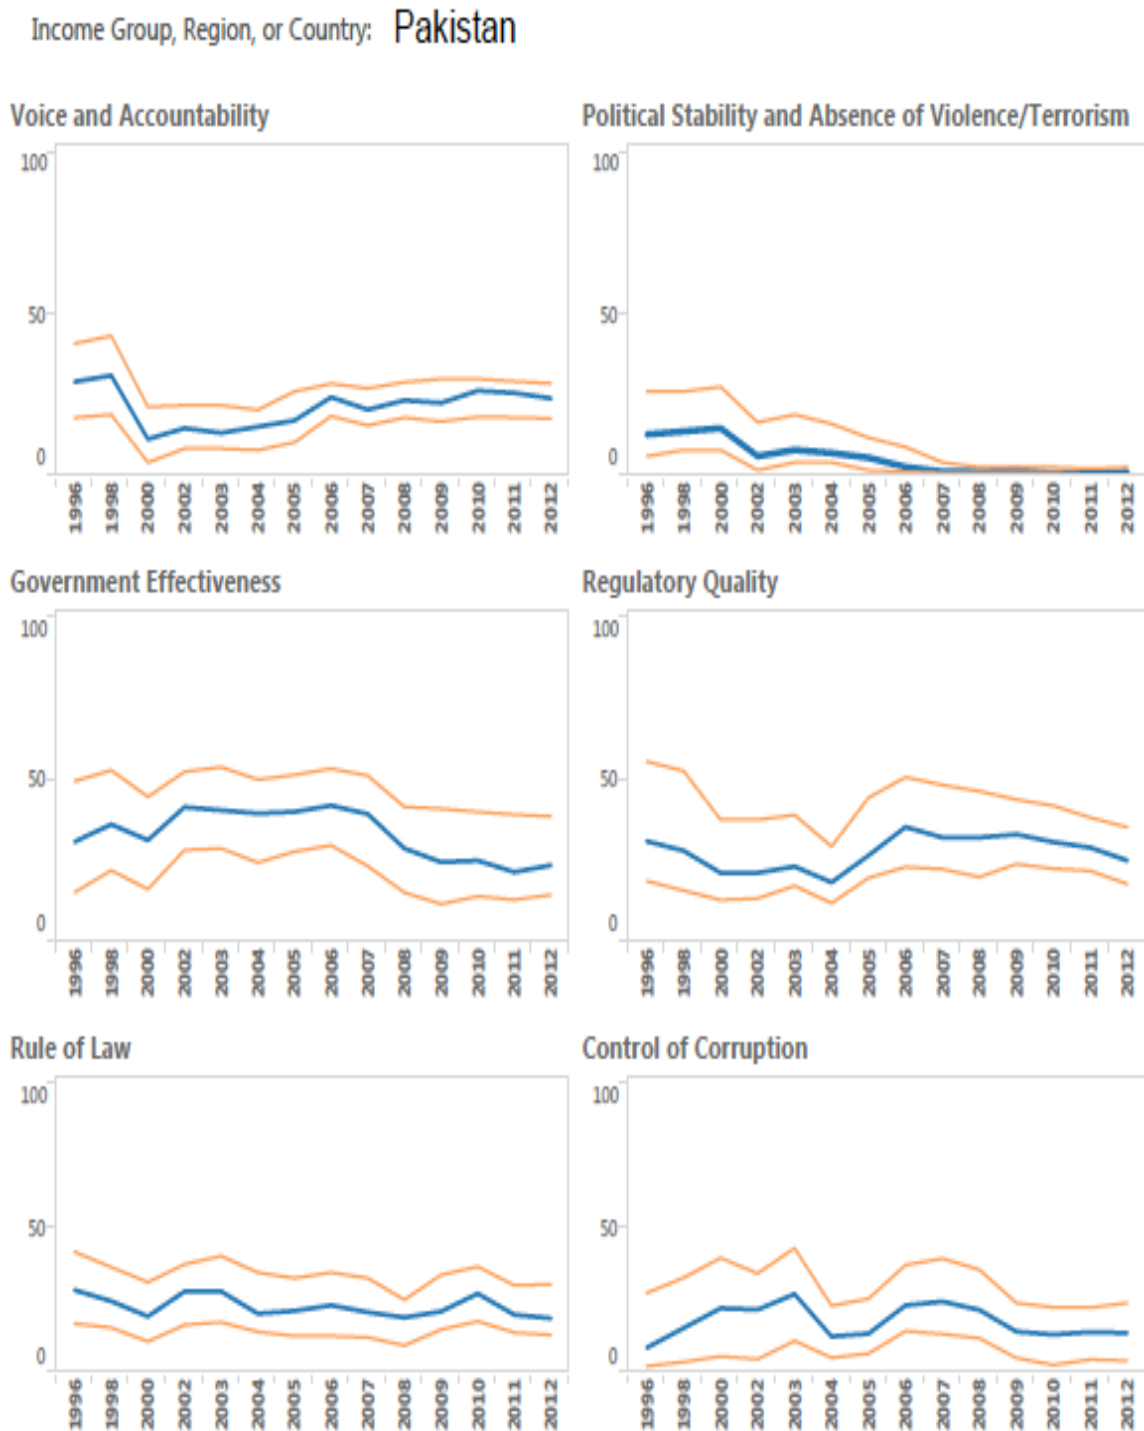 Income Group, Region, or Country: Pakistan
Voice and Accountability
100
50
0
1996 1998 2000 2002 2003 2004 2005 2006 2007 2008 2009 2010 2011 2012
Political Stability and Absence of Violence/Terrorism
100
50
0
1996 1998 2000 2002 2003 2004 2005 2006 2007 2008 2009 2010 2011 2012
Government Effectiveness
100
50
0
1996 1998 2000 2002 2003 2004 2005 2006 2007 2008 2009 2010 2011 2012
Regulatory Quality
100
50
0
1996 1998 2000 2002 2003 2004 2005 2006 2007 2008 2009 2010 2011 2012
Rule of Law
100
50
0
1996 1998 2000 2002 2003 2004 2005 2006 2007 2008 2009 2010 2011 2012
Control of Corruption
100
50
0
1996 1998 2000 2002 2003 2004 2005 2006 2007 2008 2009 2010 2011 2012